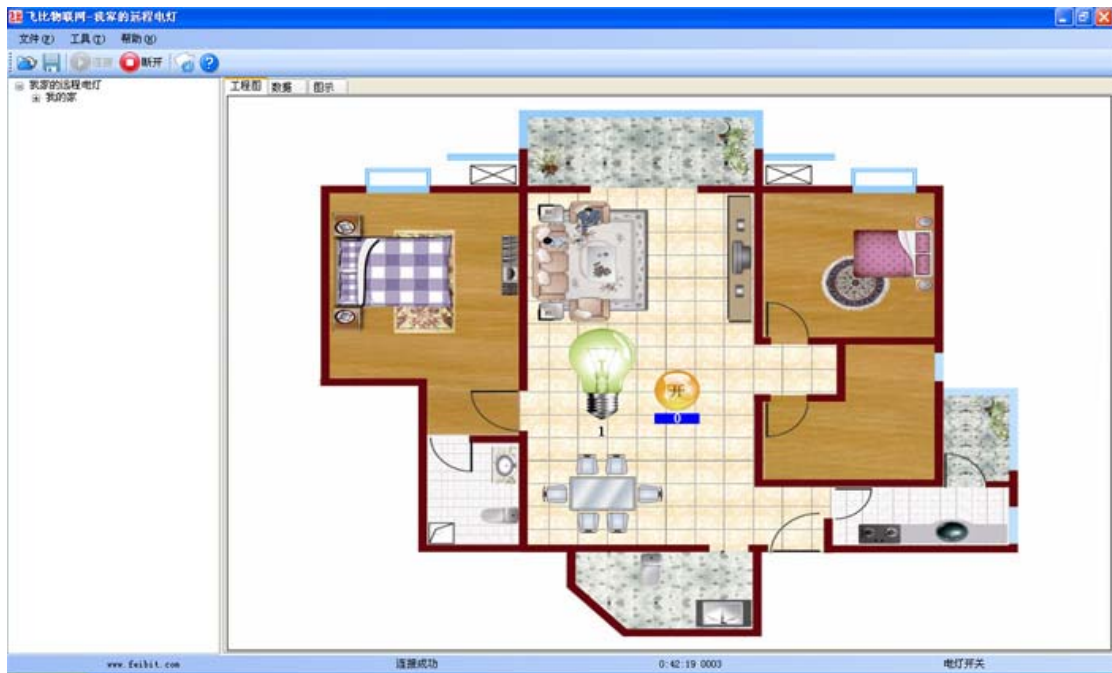 飞比物联网-我家的远程电灯
文件(F) 工具(T) 帮助(H)
连接 断开
我家的远程电灯
我的家
工程图 数据 图示
开
0
1
www.feibit.com 连接成功 0:42:19 0003 电灯开关